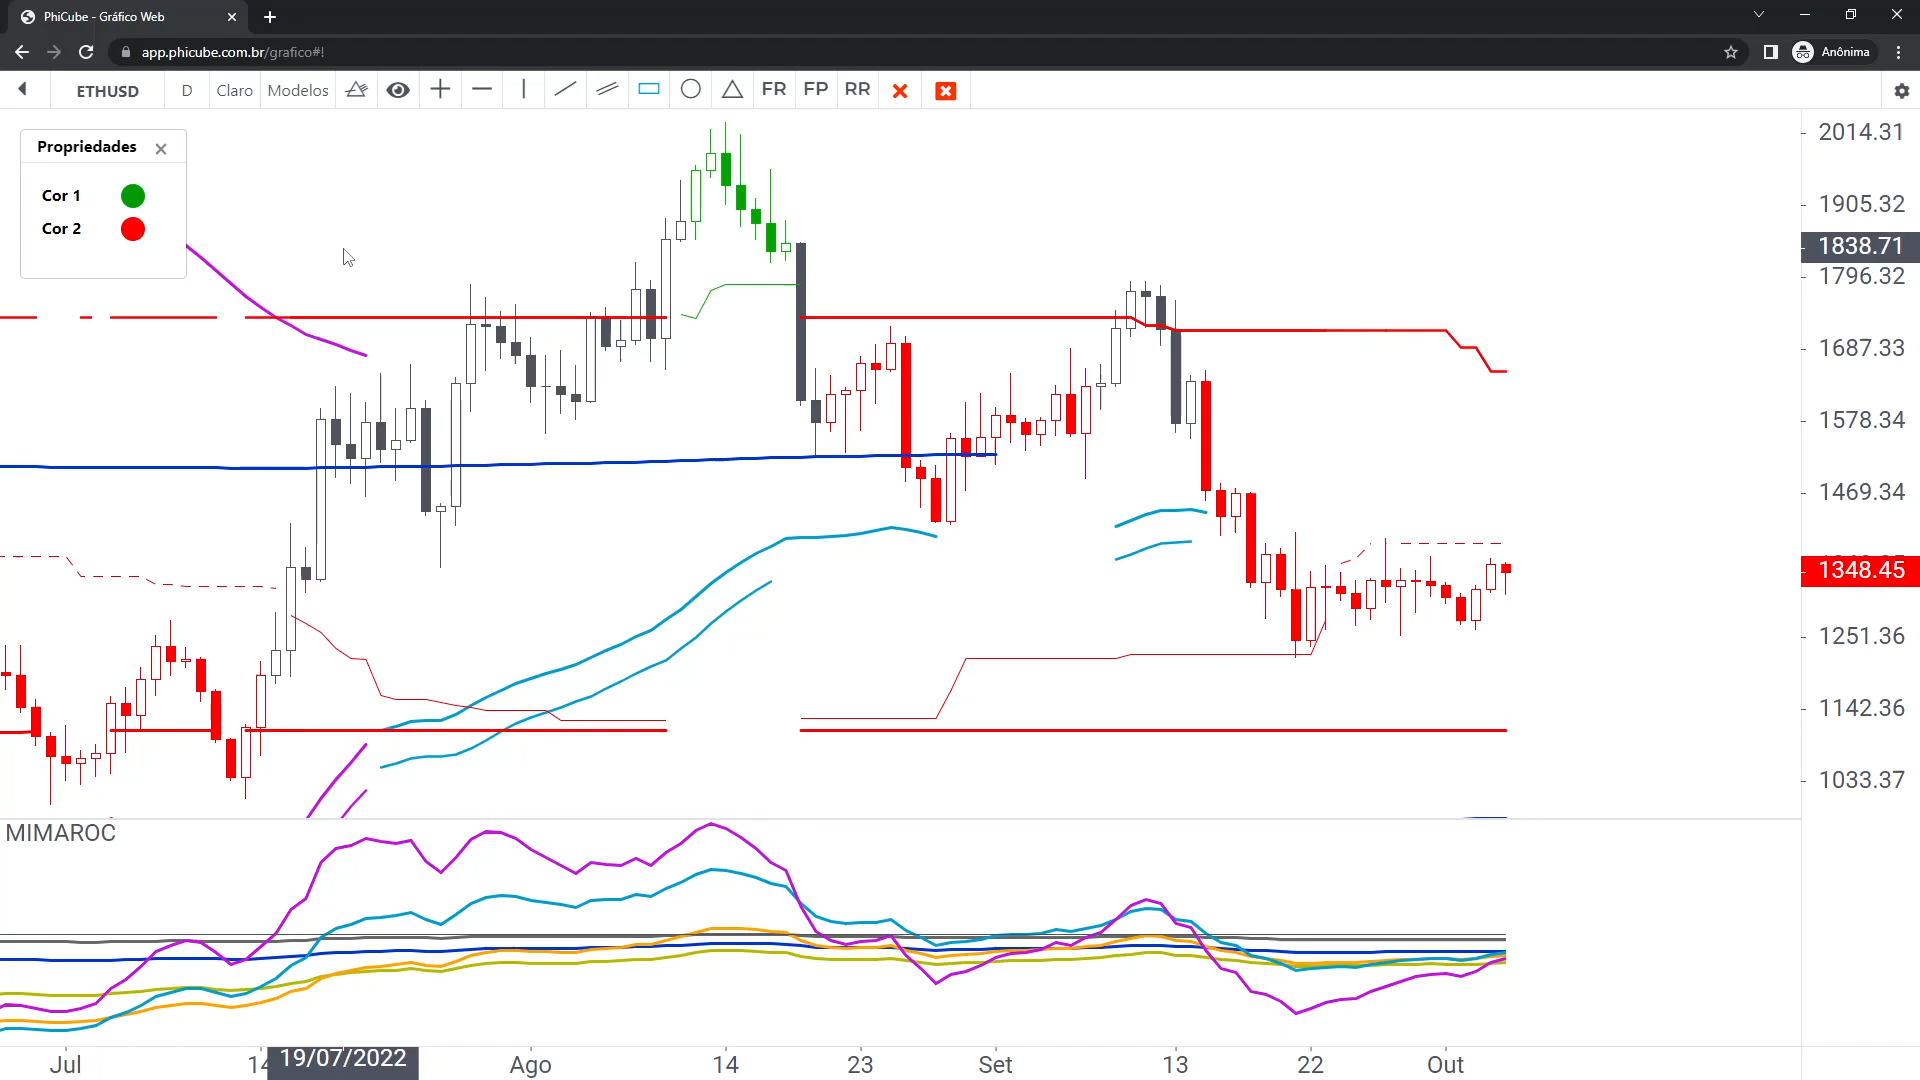 PhiCube - Gráfico Web
app.phicube.com.br/grafico#!
Anônima
ETHUSD D Claro Modelos FR FP RR
Propriedades
Cor 1
Cor 2
2014.31
1905.32
1838.71
1796.32
1687.33
1578.34
1469.34
1348.45
1251.36
1142.36
1033.37
MIMAROC
Jul 14 19/07/2022 Ago 14 23 Set 13 22 Out